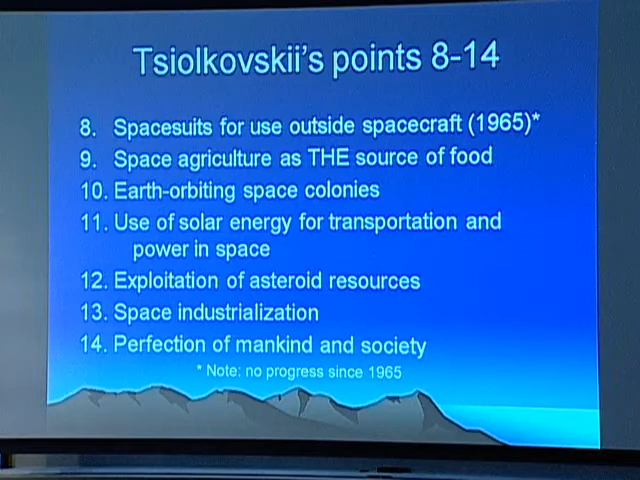 Tsiolkovskii's points 8-14
8. Spacesuits for use outside spacecraft (1965)*
9. Space agriculture as THE source of food
10. Earth-orbiting space colonies
11. Use of solar energy for transportation and
power in space
12. Exploitation of asteroid resources
13. Space industrialization
14. Perfection of mankind and society
* Note: no progress since 1965